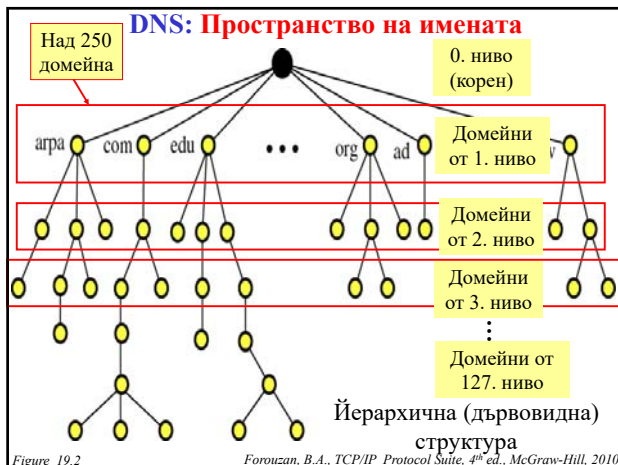 DNS: Пространство на имената
Над 250
домейна
0. ниво
(корен)
arpa com edu ... org ad
Домейни
от 1. ниво
Домейни
от 2. ниво
Домейни
от 3. ниво
Домейни от
127. ниво
Йерархична (дървовидна)
структура
Figure 19.2
Forouzan, B.A., TCP/IP Protocol Suite, 4th ed., McGraw-Hill, 2010